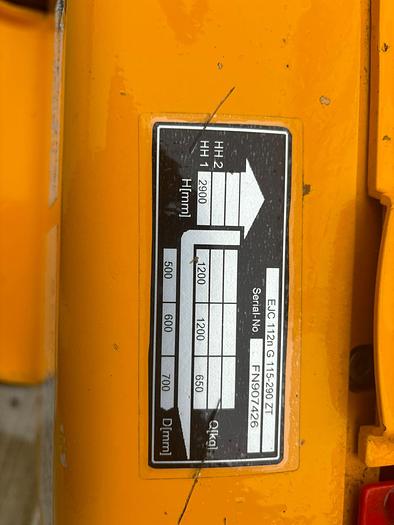 EJC 112n G 115-290 ZT
Serial-No FN907426
Q[kg]
HH 2
HH 1 2900 1200 1200 650
H[mm]
500 600 700 D[mm]